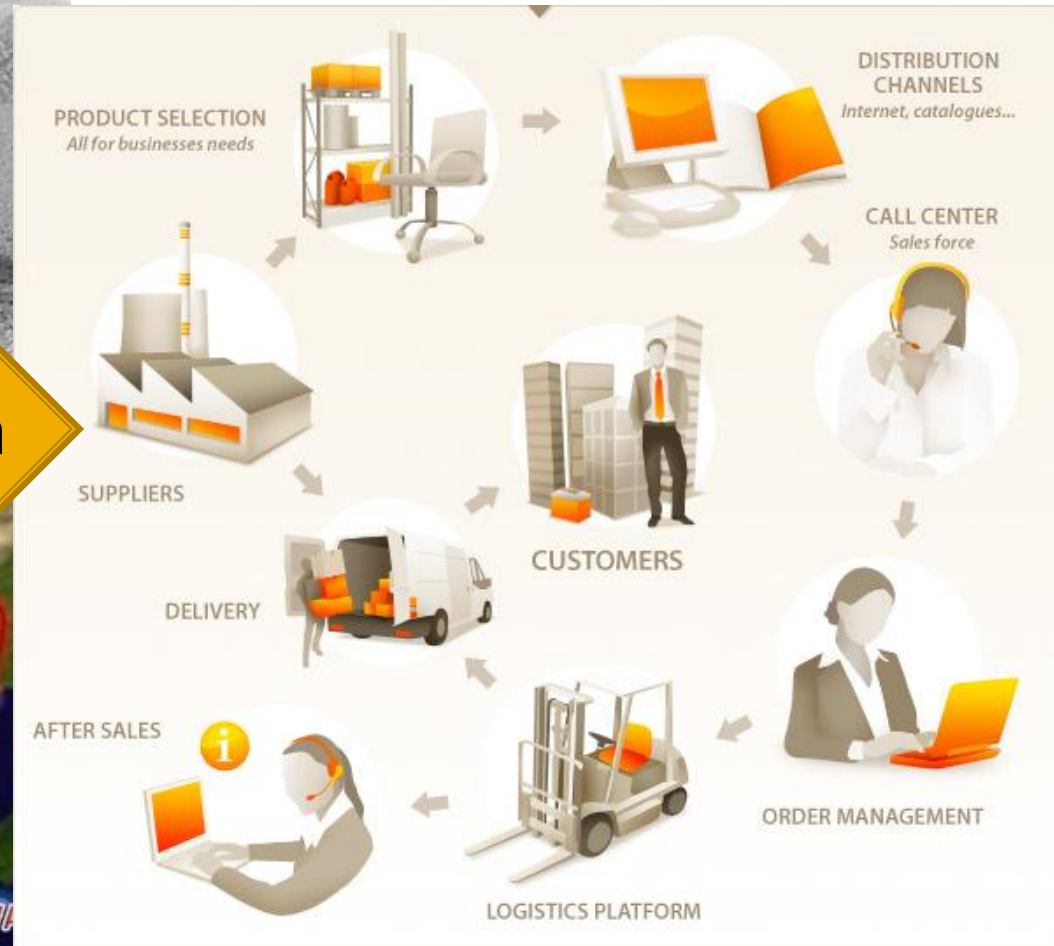 PRODUCT SELECTION
All for businesses needs
DISTRIBUTION
CHANNELS
Internet, catalogues...
CALL CENTER
Sales force
SUPPLIERS
CUSTOMERS
DELIVERY
AFTER SALES
i
ORDER MANAGEMENT
LOGISTICS PLATFORM